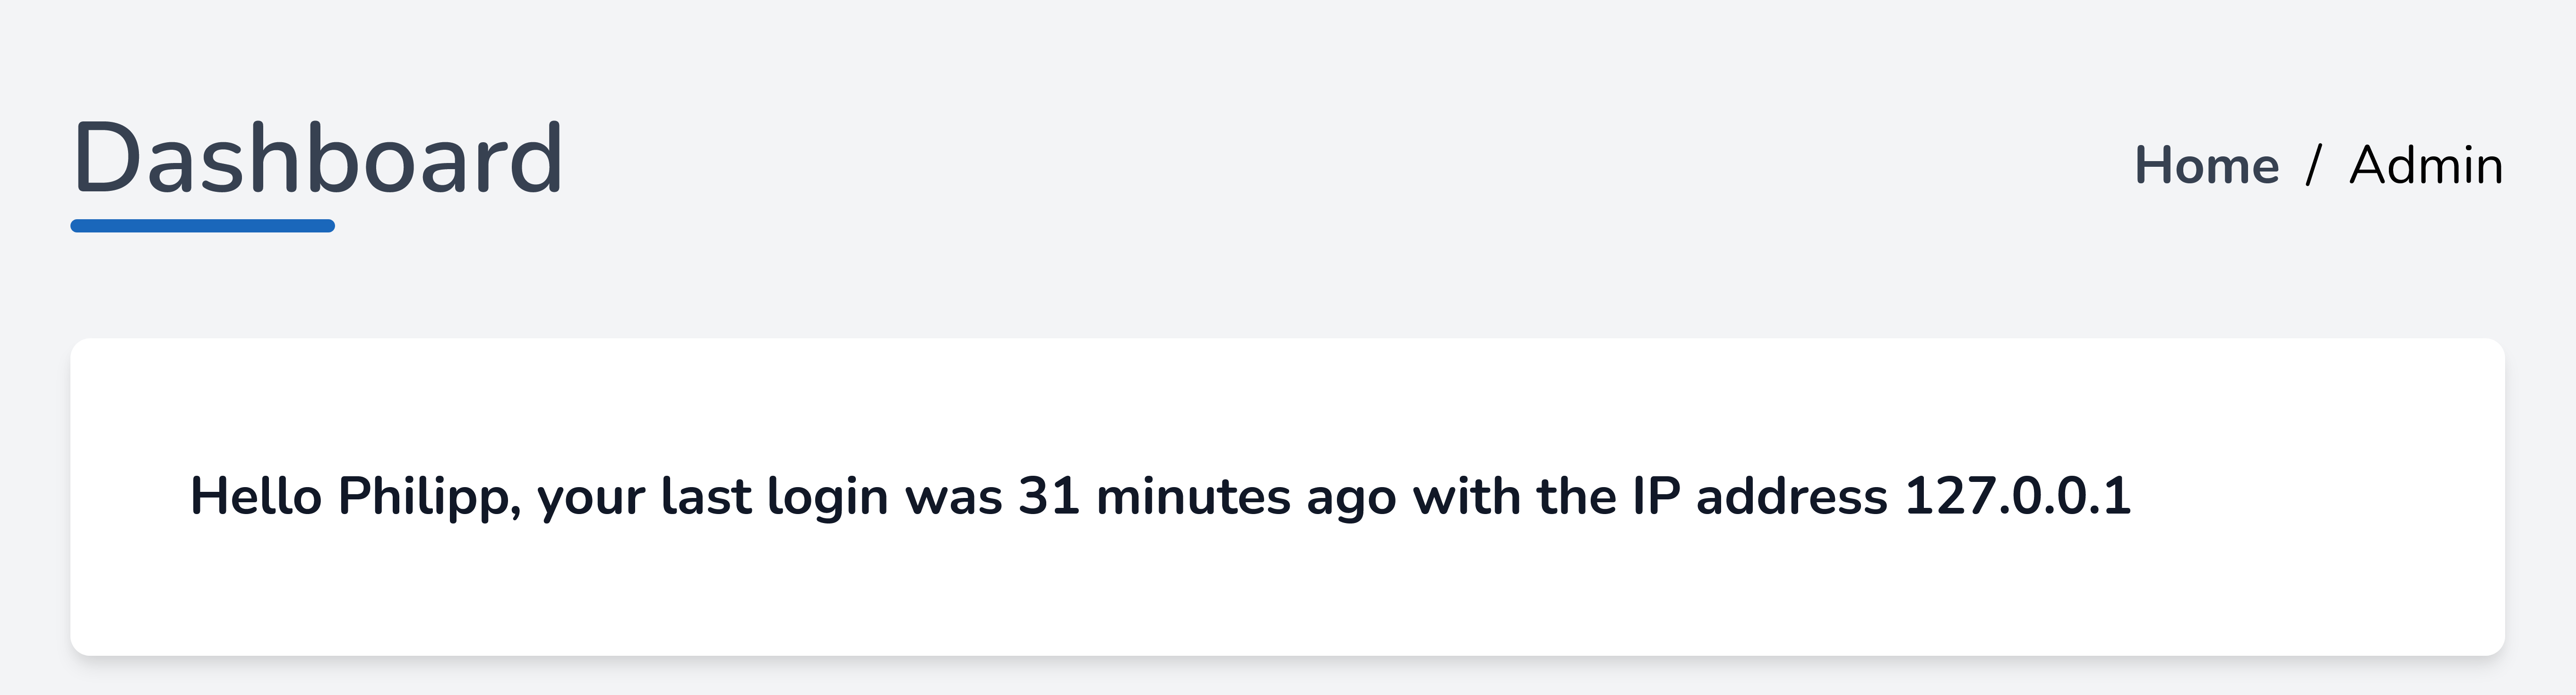 Dashboard
Home / Admin
Hello Philipp, your last login was 31 minutes ago with the IP address 127.0.0.1